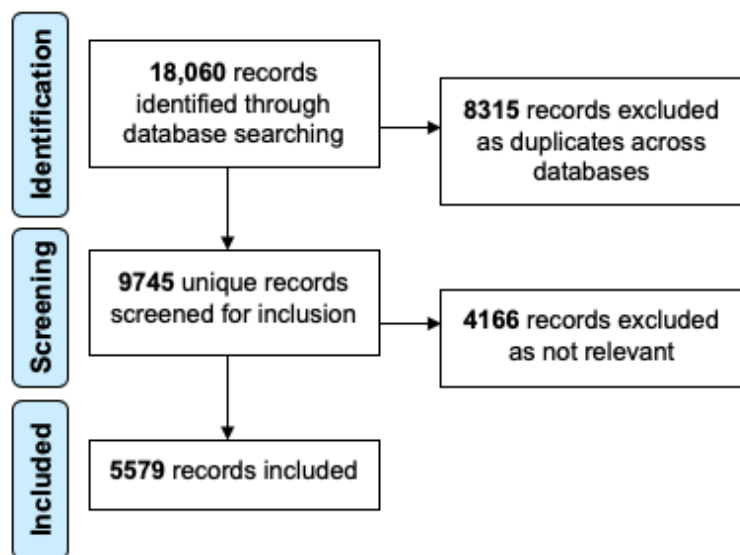 Identification
18,060 records
identified through
database searching
8315 records excluded
as duplicates across
databases
Screening
9745 unique records
screened for inclusion
4166 records excluded
as not relevant
Included
5579 records included